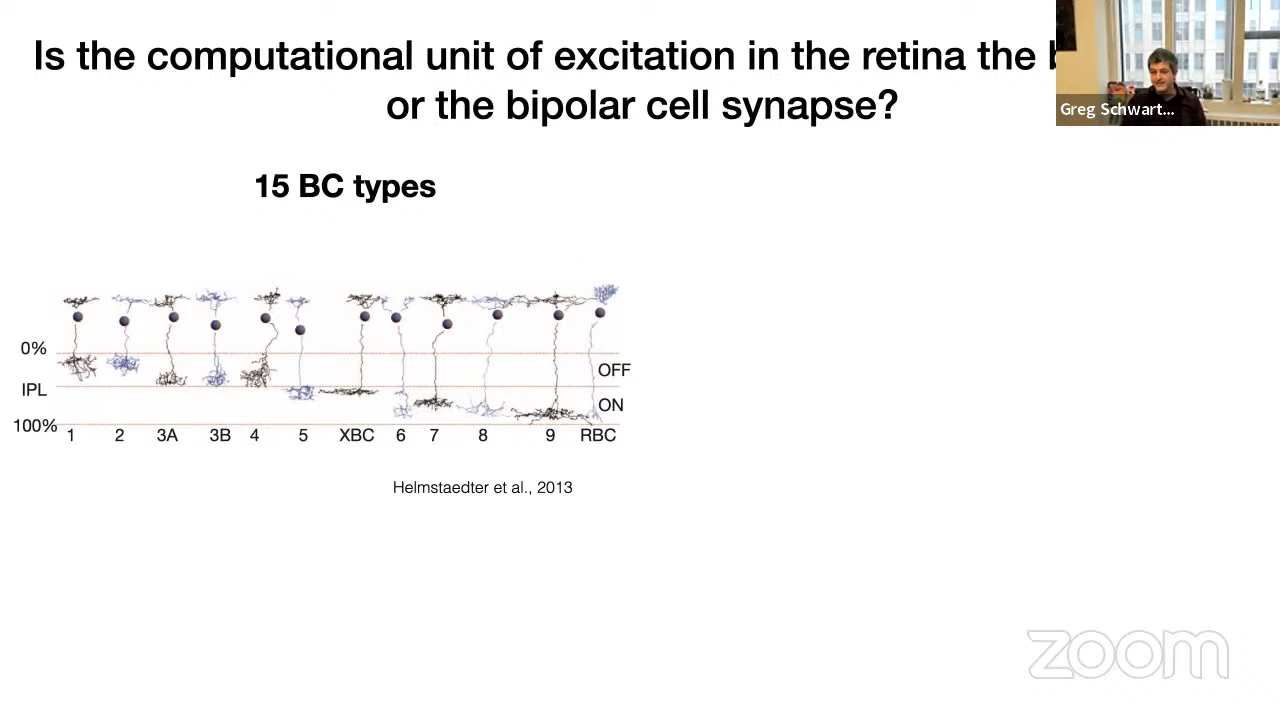 Is the computational unit of excitation in the retina the
or the bipolar cell synapse?
Greg Schwart...
15 BC types
0%
OFF
IPL
ON
100%
1 2 3A 3B 4 5 XBC 6 7 8 9 RBC
Helmstaedter et al., 2013
zoom